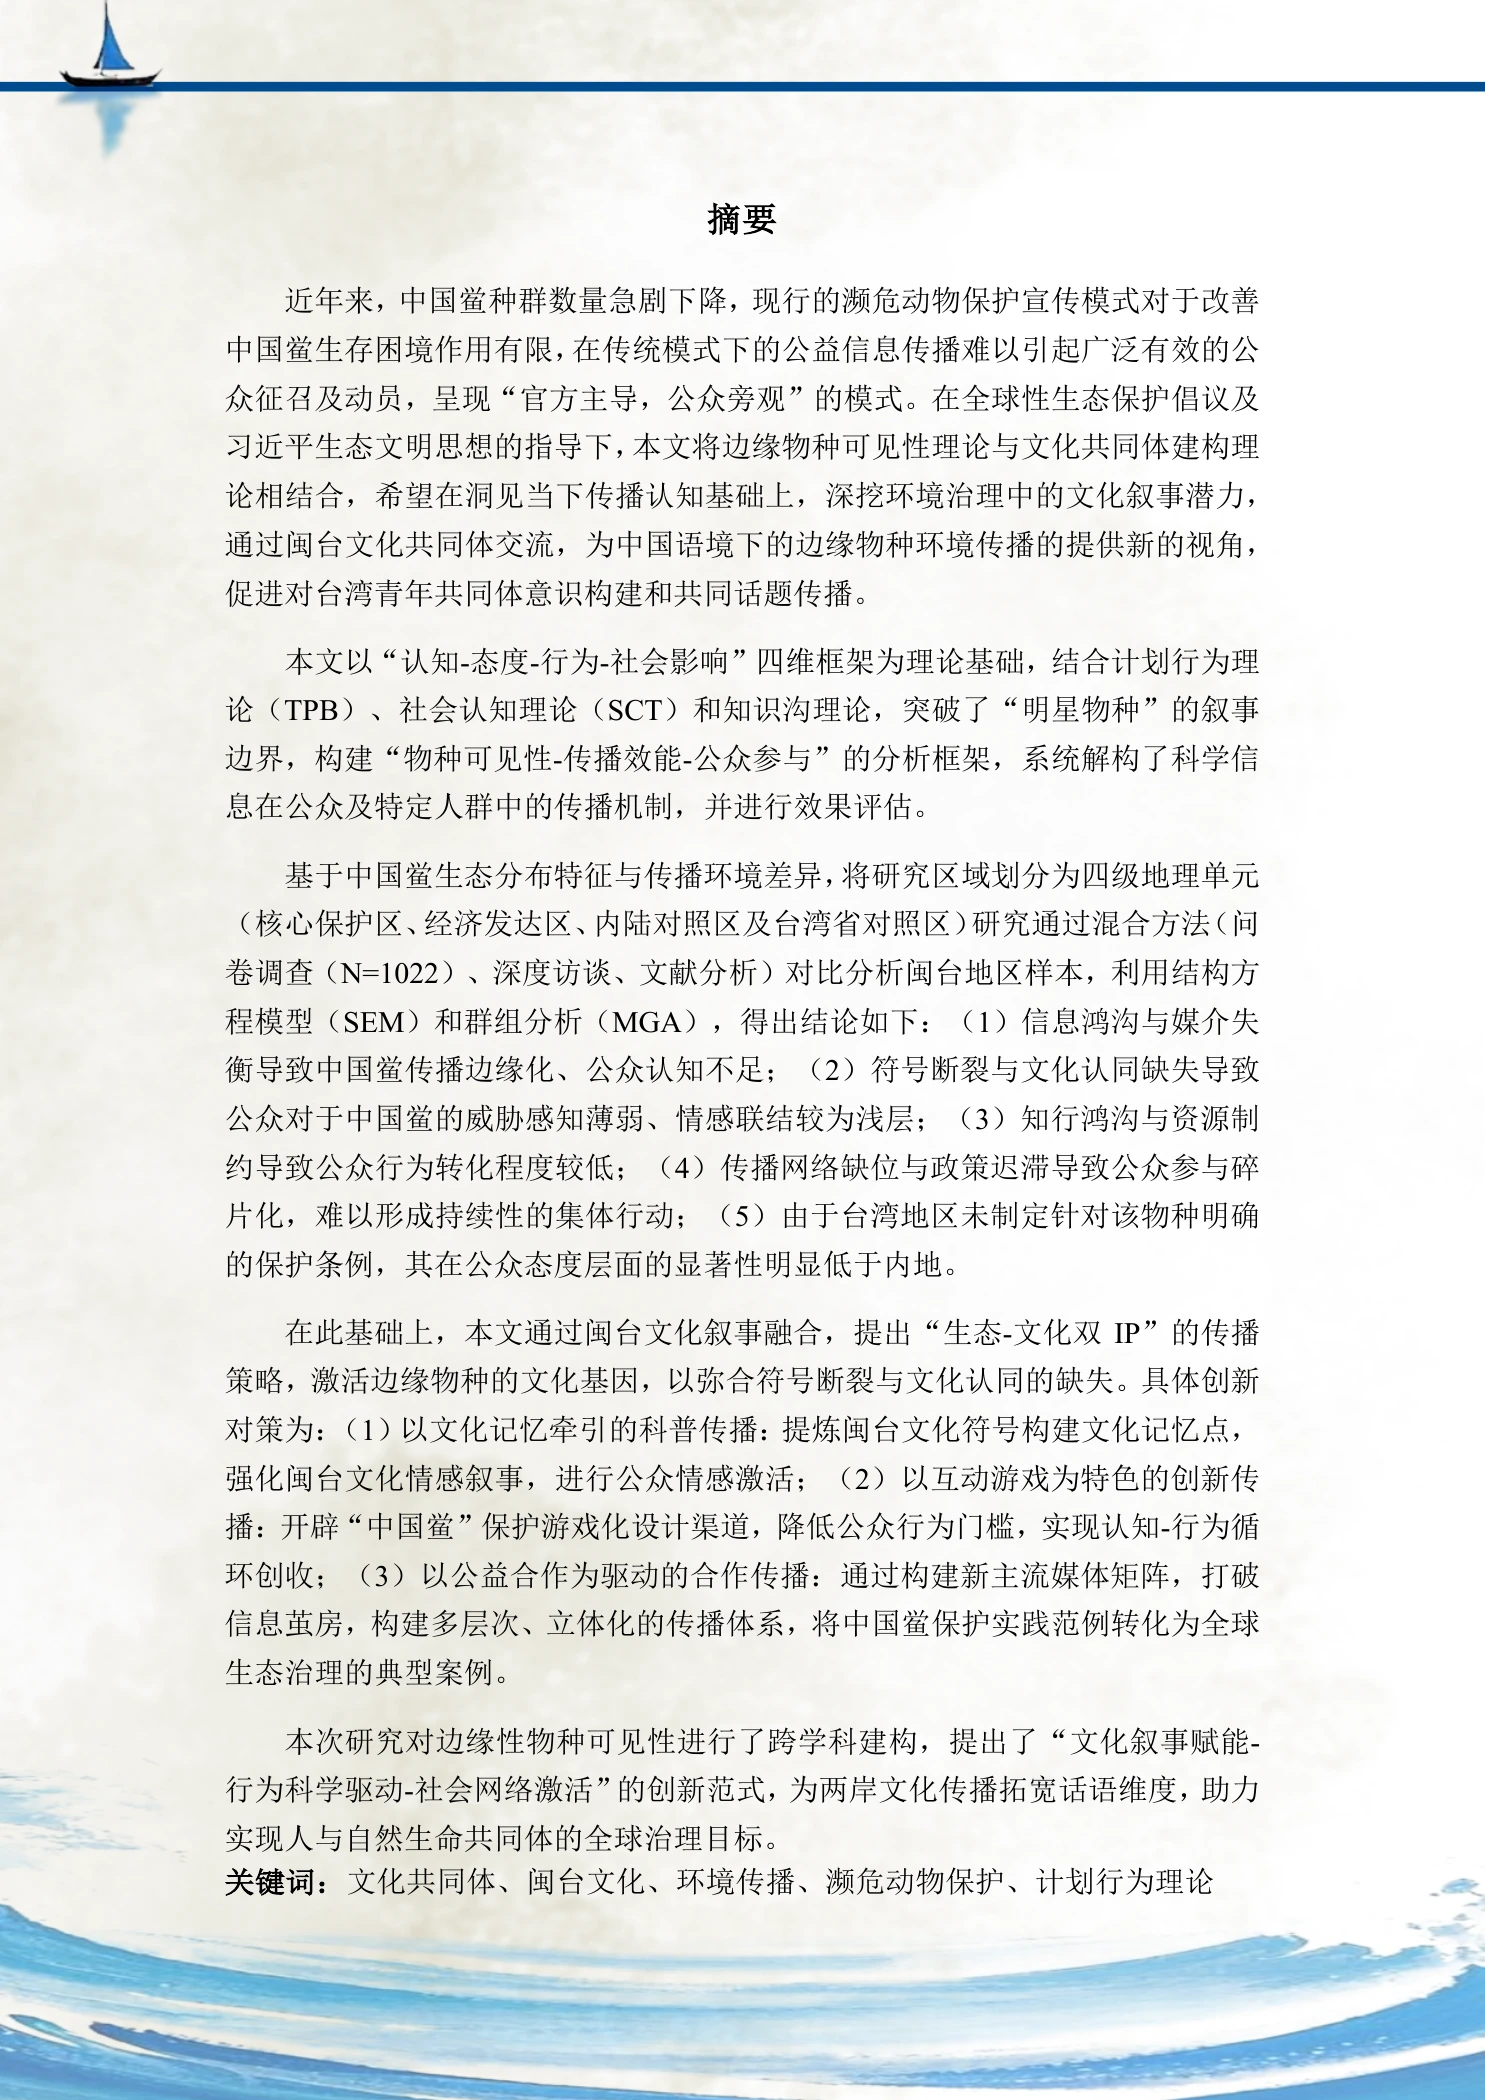 摘要
近年来，中国鲎种群数量急剧下降，现行的濒危动物保护宣传模式对于改善
中国鲎生存困境作用有限，在传统模式下的公益信息传播难以引起广泛有效的公
众征召及动员，呈现“官方主导，公众旁观”的模式。在全球性生态保护倡议及
习近平生态文明思想的指导下，本文将边缘物种可见性理论与文化共同体建构理
论相结合，希望在洞见当下传播认知基础上，深挖环境治理中的文化叙事潜力，
通过闽台文化共同体交流，为中国语境下的边缘物种环境传播的提供新的视角，
促进对台湾青年共同体意识构建和共同话题传播。
本文以“认知-态度-行为-社会影响”四维框架为理论基础，结合计划行为理
论（TPB）、社会认知理论（SCT）和知识沟理论，突破了“明星物种”的叙事
边界，构建“物种可见性-传播效能-公众参与”的分析框架，系统解构了科学信
息在公众及特定人群中的传播机制，并进行效果评估。
基于中国鲎生态分布特征与传播环境差异，将研究区域划分为四级地理单元
（核心保护区、经济发达区、内陆对照区及台湾省对照区）研究通过混合方法（问
卷调查（N=1022）、深度访谈、文献分析）对比分析闽台地区样本，利用结构方
程模型（SEM）和群组分析（MGA），得出结论如下：（1）信息鸿沟与媒介失
衡导致中国鲎传播边缘化、公众认知不足；（2）符号断裂与文化认同缺失导致
公众对于中国鲎的威胁感知薄弱、情感联结较为浅层；（3）知行鸿沟与资源制
约导致公众行为转化程度较低；（4）传播网络缺位与政策迟滞导致公众参与碎
片化，难以形成持续性的集体行动；（5）由于台湾地区未制定针对该物种明确
的保护条例，其在公众态度层面的显著性明显低于内地。
在此基础上，本文通过闽台文化叙事融合，提出“生态-文化双 IP”的传播
策略，激活边缘物种的文化基因，以弥合符号断裂与文化认同的缺失。具体创新
对策为：（1）以文化记忆牵引的科普传播：提炼闽台文化符号构建文化记忆点，
强化闽台文化情感叙事，进行公众情感激活；（2）以互动游戏为特色的创新传
播：开辟“中国鲎”保护游戏化设计渠道，降低公众行为门槛，实现认知-行为循
环创收；（3）以公益合作为驱动的合作传播：通过构建新主流媒体矩阵，打破
信息茧房，构建多层次、立体化的传播体系，将中国鲎保护实践范例转化为全球
生态治理的典型案例。
本次研究对边缘性物种可见性进行了跨学科建构，提出了“文化叙事赋能-
行为科学驱动-社会网络激活”的创新范式，为两岸文化传播拓宽话语维度，助力
实现人与自然生命共同体的全球治理目标。
关键词：文化共同体、闽台文化、环境传播、濒危动物保护、计划行为理论